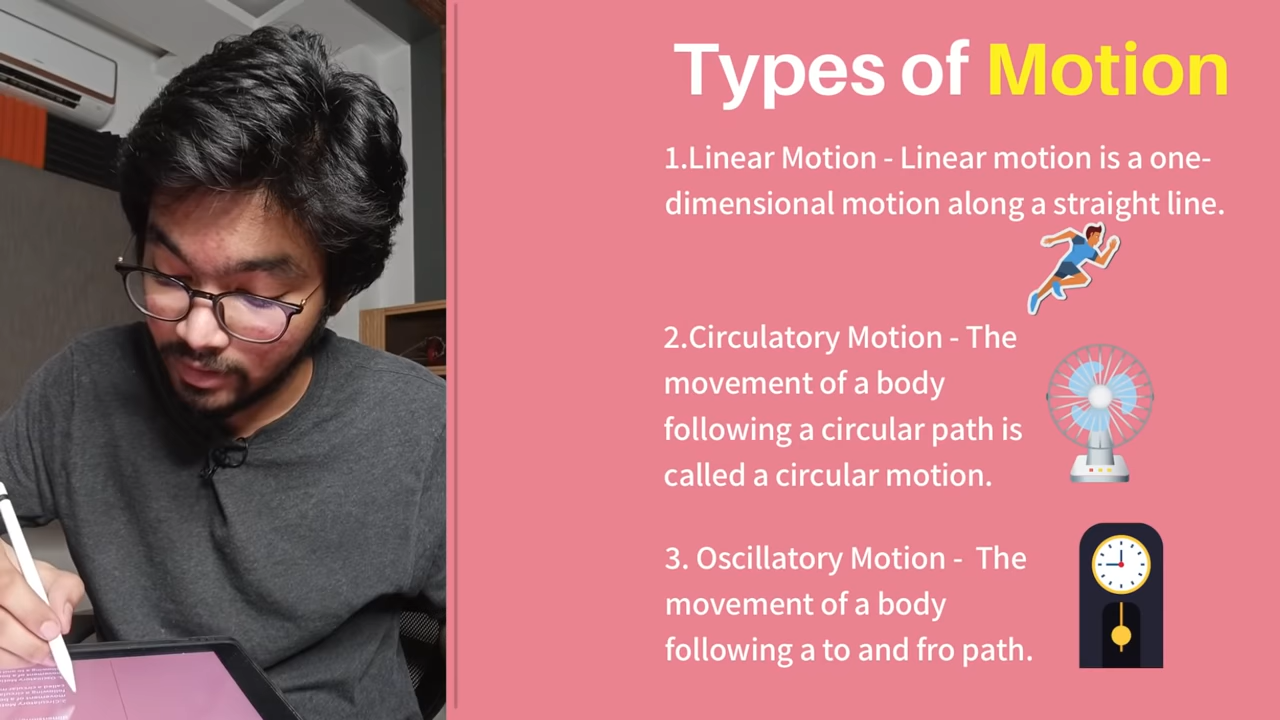 Types of Motion
1.Linear Motion - Linear motion is a one-
dimensional motion along a straight line.
2.Circulatory Motion - The
movement of a body
following a circular path is
called a circular motion.
3. Oscillatory Motion -  The
movement of a body
following a to and fro path.